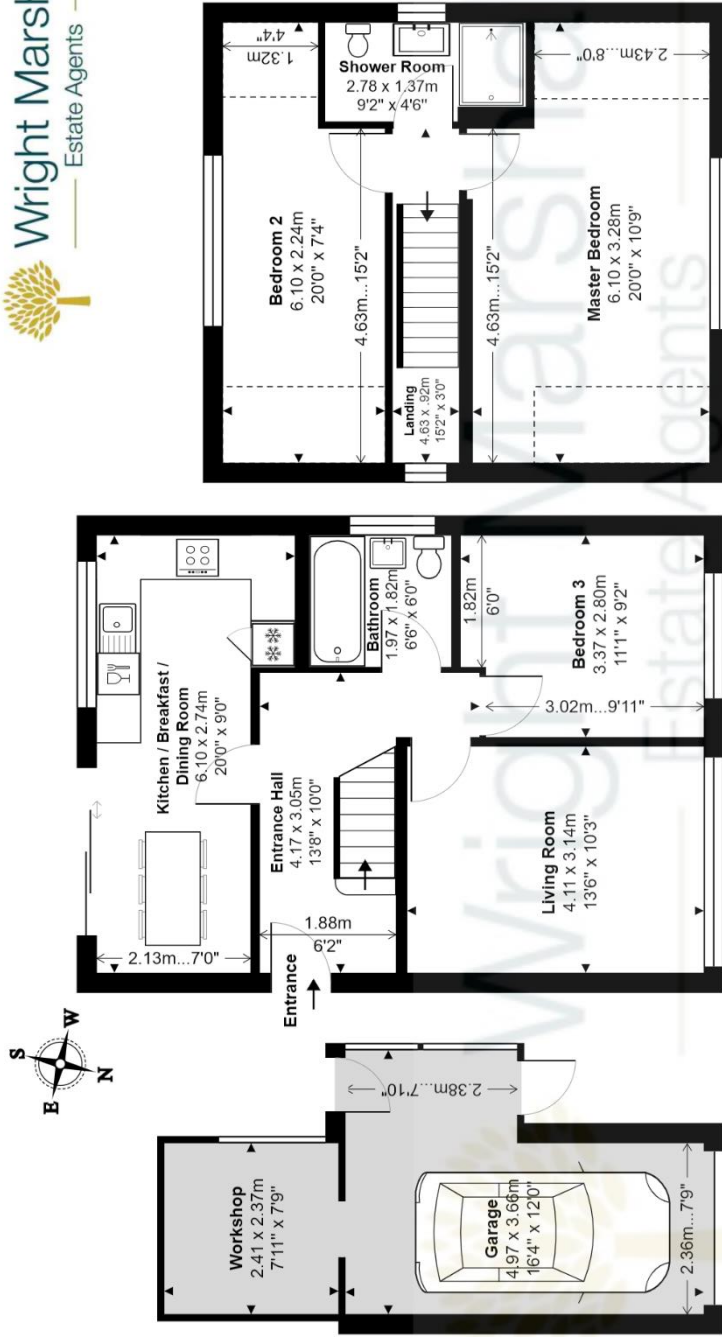 Wright Marsh
Estate Agents
4'4"
1.32m
Shower Room
2.78 x 1.37m
9'2" x 4'6"
2.43m...8'0"
Bedroom 2
6.10 x 2.24m
20'0" x 7'4"
4.63m...15'2"
Landing
4.63 x .92m
15'2" x 3'0"
4.63m...15'2"
Master Bedroom
6.10 x 3.28m
20'0" x 10'9"
Kitchen / Breakfast /
Dining Room
6.10 x 2.74m
20'0" x 9'0"
2.13m...7'0"
Bathroom
1.97 x 1.82m
6'6" x 6'0"
1.82m
6'0"
Bedroom 3
3.37 x 2.80m
11'1" x 9'2"
3.02m...9'11"
Entrance Hall
4.17 x 3.05m
13'8" x 10'0"
1.88m
6'2"
Entrance
Living Room
4.11 x 3.14m
13'6" x 10'3"
S
W
E
N
2.38m...7'10"
Workshop
2.41 x 2.37m
7'11" x 7'9"
Garage
4.97 x 3.66m
16'4" x 12'0"
2.36m...7'9"
Wright Marshall
Estate Agents